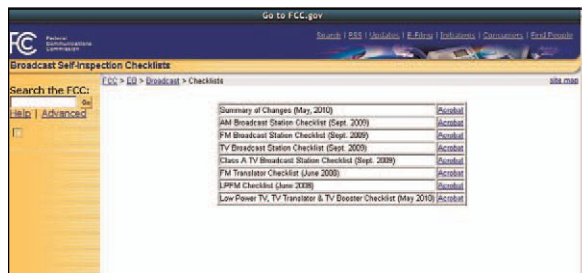 Go to FCC.gov
FC Federal Communications Commission
Search | RSS | Updates | E-Filing | Initiatives | Consumers | Find People
Broadcast Self-Inspection Checklists
FCC > EB > Broadcast > Checklists site map
Search the FCC:
Go
Help | Advanced
Summary of Changes (May, 2010) Acrobat
AM Broadcast Station Checklist (Sept. 2009) Acrobat
FM Broadcast Station Checklist (Sept. 2009) Acrobat
TV Broadcast Station Checklist (Sept. 2009) Acrobat
Class A TV Broadcast Station Checklist (Sept. 2009) Acrobat
FM Translator Checklist (June 2008) Acrobat
LPFM Checklist (June 2008) Acrobat
Low Power TV, TV Translator & TV Booster Checklist (May 2010) Acrobat